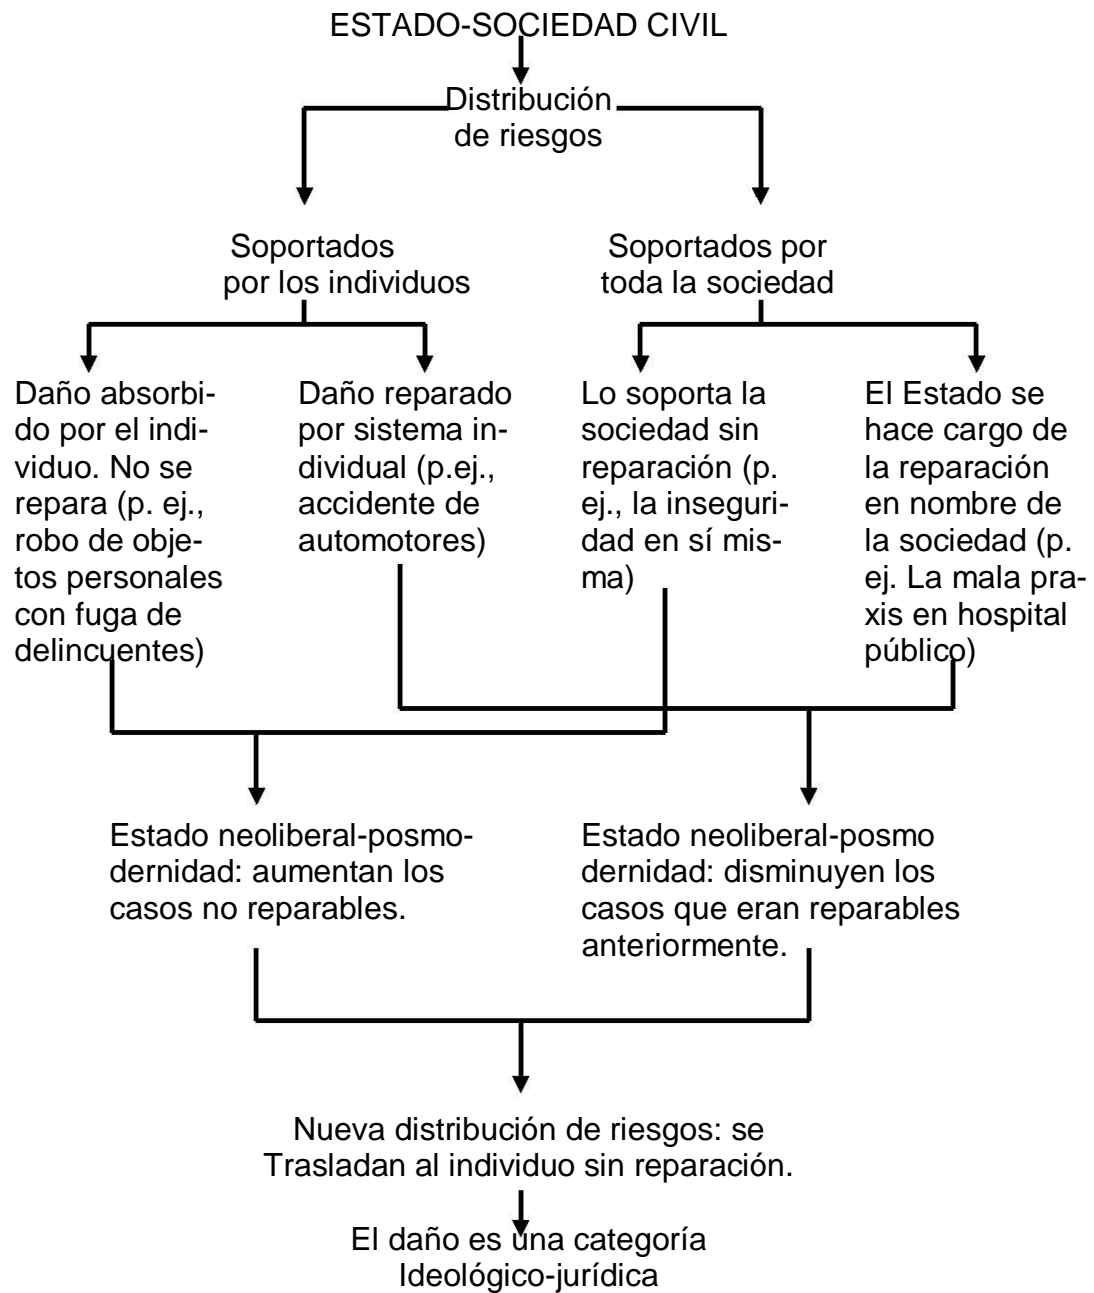 ESTADO-SOCIEDAD CIVIL
Distribución
de riesgos
Soportados
por los individuos
Soportados por
toda la sociedad
Daño absorbi-
do por el indi-
viduo. No se
repara (p. ej.,
robo de obje-
tos personales
con fuga de
delincuentes)
Daño reparado
por sistema in-
dividual (p.ej.,
accidente de
automotores)
Lo soporta la
sociedad sin
reparación (p.
ej., la inseguri-
dad en sí mis-
ma)
El Estado se
hace cargo de
la reparación
en nombre de
la sociedad (p.
ej. La mala pra-
xis en hospital
público)
Estado neoliberal-posmo-
dernidad: aumentan los
casos no reparables.
Estado neoliberal-posmo
dernidad: disminuyen los
casos que eran reparables
anteriormente.
Nueva distribución de riesgos: se
Trasladan al individuo sin reparación.
El daño es una categoría
Ideológico-jurídica